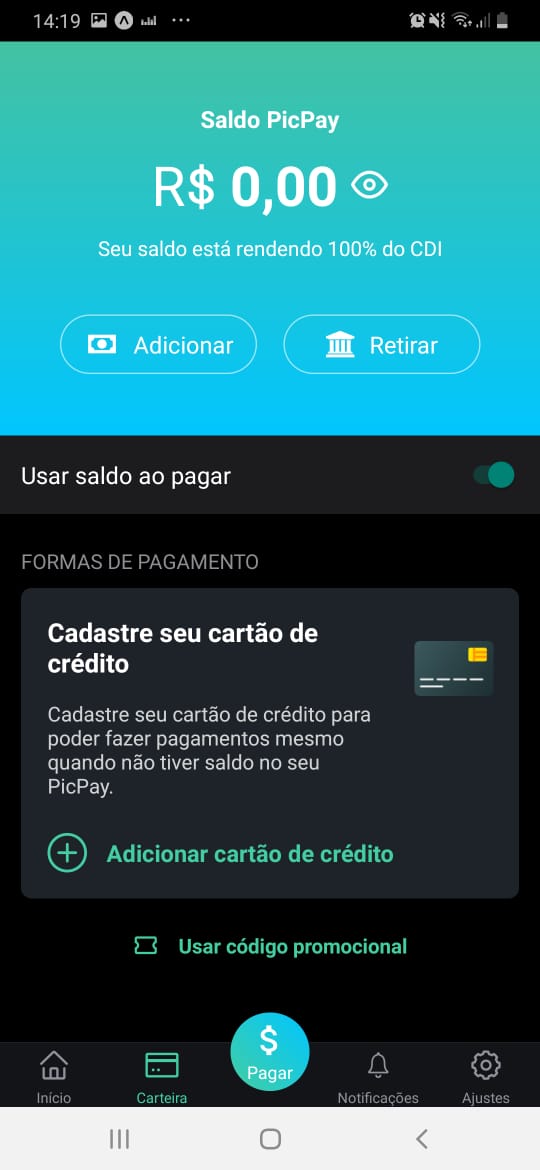 14:19
Saldo PicPay
R$ 0,00
Seu saldo está rendendo 100% do CDI
Adicionar
Retirar
Usar saldo ao pagar
FORMAS DE PAGAMENTO
Cadastre seu cartão de
crédito
Cadastre seu cartão de crédito para
poder fazer pagamentos mesmo
quando não tiver saldo no seu
PicPay.
Adicionar cartão de crédito
Usar código promocional
$
Pagar
Início
Carteira
Notificações
Ajustes